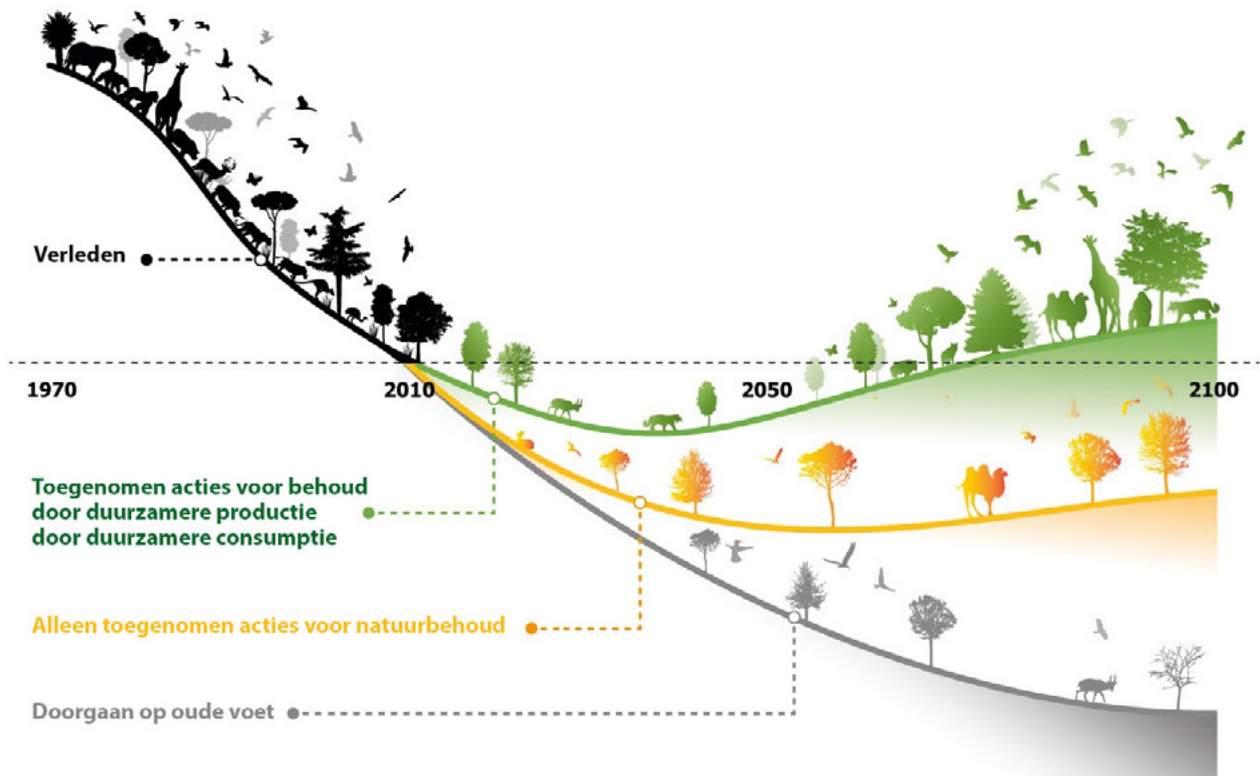 Verleden
1970
2010
2050
2100
Toegenomen acties voor behoud
door duurzamere productie
door duurzamere consumptie
Alleen toegenomen acties voor natuurbehoud
Doorgaan op oude voet